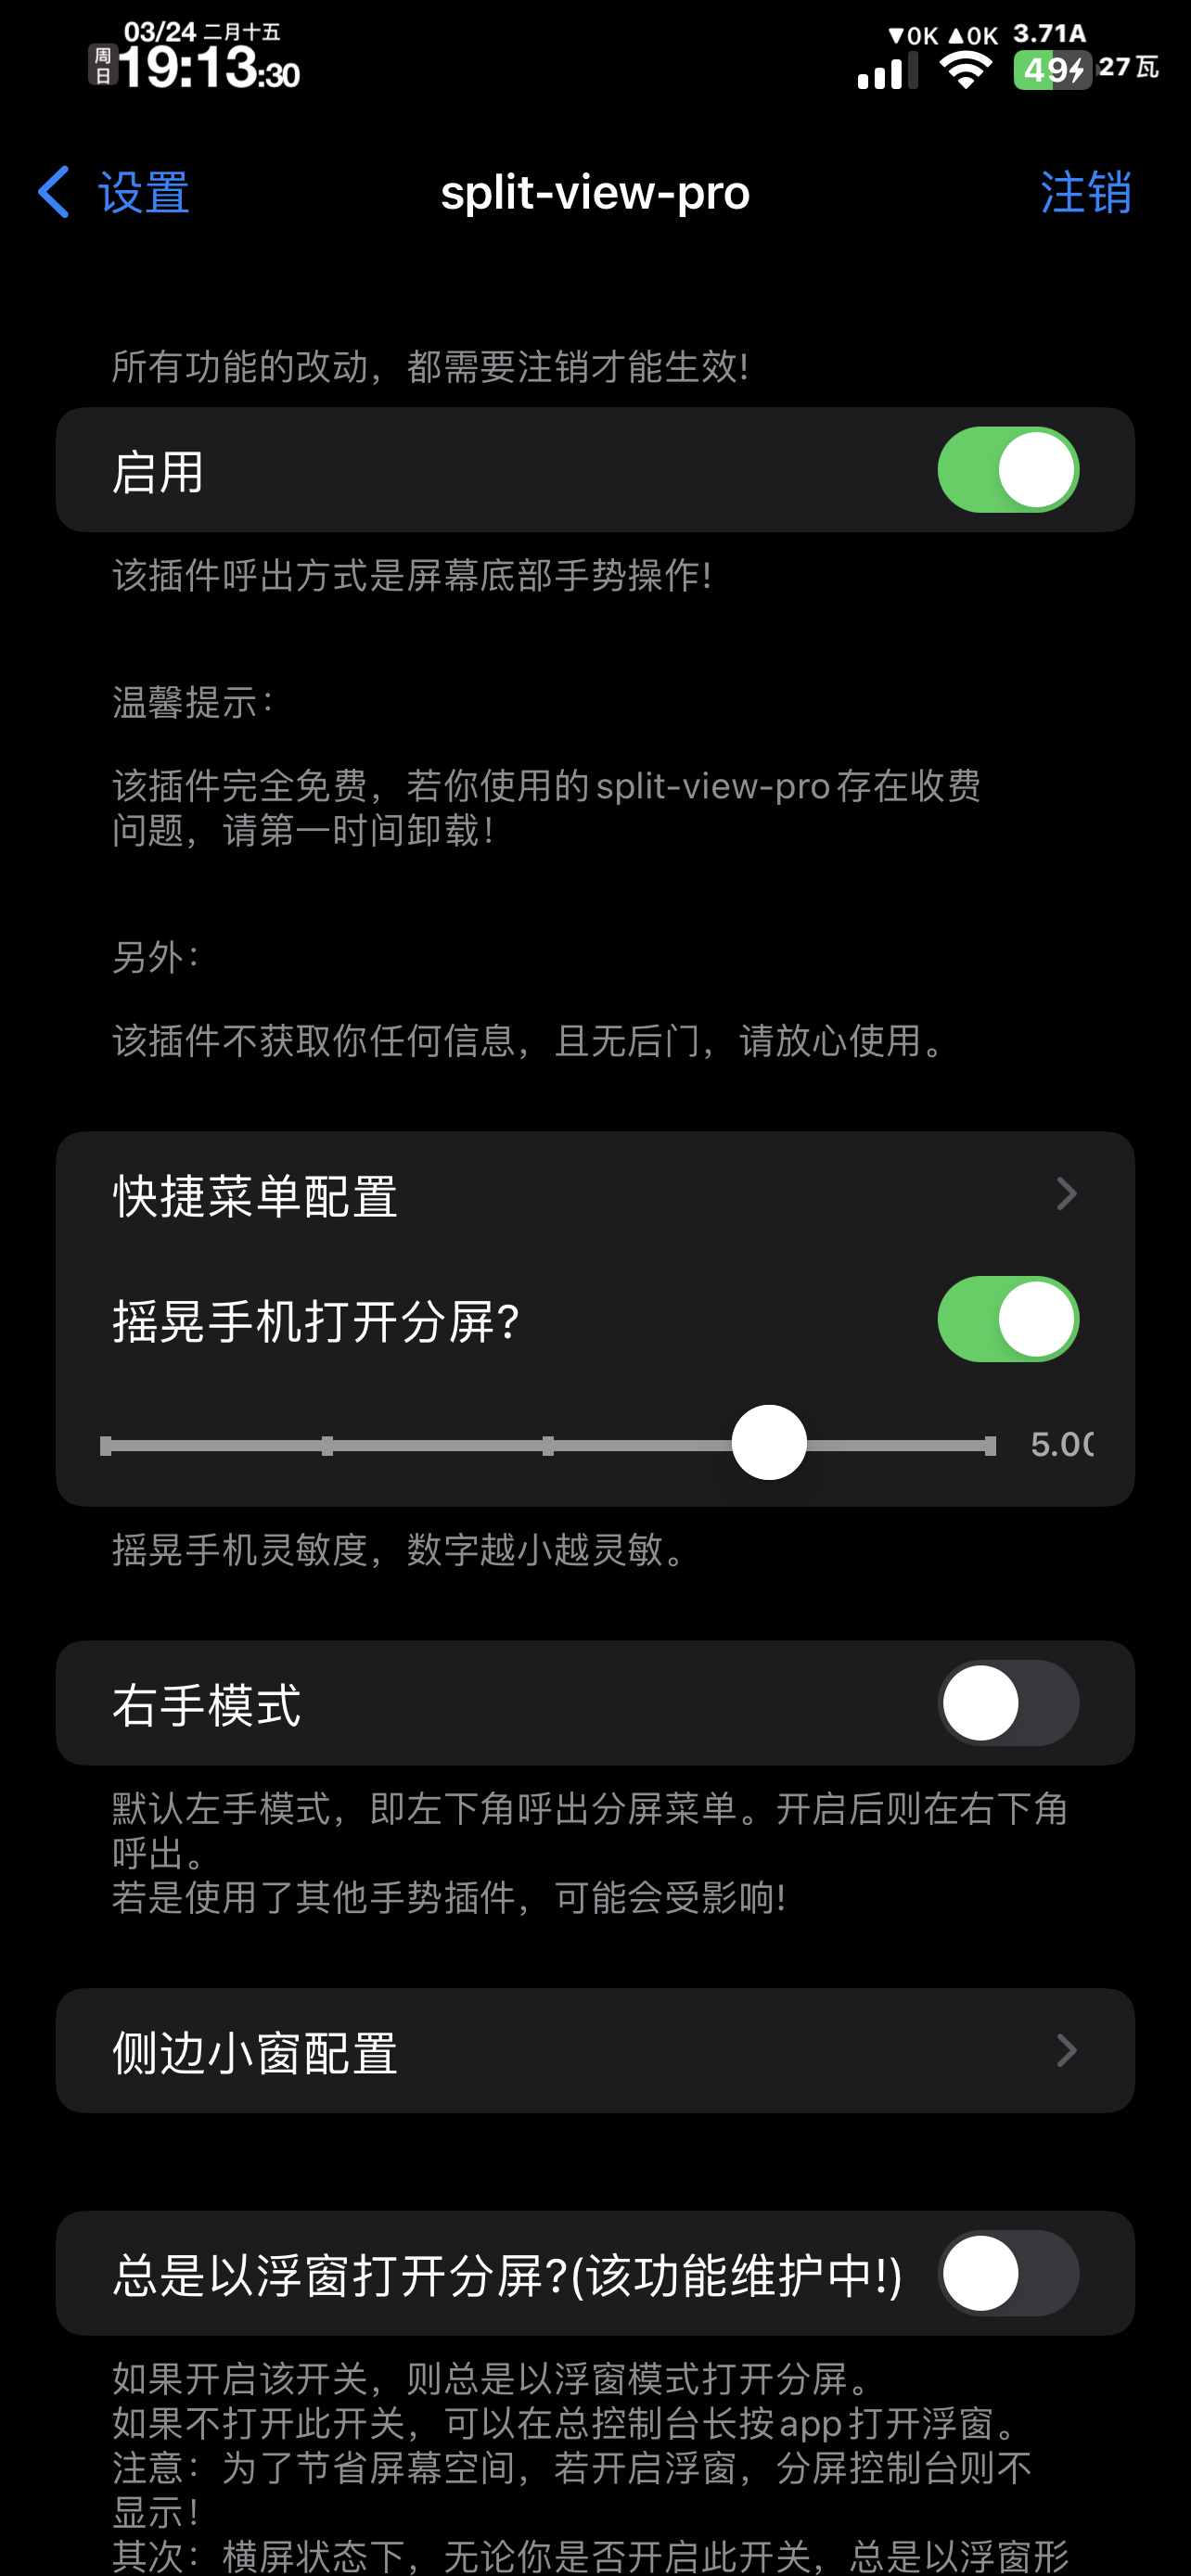 03/24 二月十五
周日
19:13:30
▼0K ▲0K 3.71A
49
27瓦
设置
split-view-pro
注销
所有功能的改动，都需要注销才能生效!
启用
该插件呼出方式是屏幕底部手势操作!
温馨提示：
该插件完全免费，若你使用的split-view-pro存在收费
问题，请第一时间卸载！
另外：
该插件不获取你任何信息，且无后门，请放心使用。
快捷菜单配置
摇晃手机打开分屏?
5.00
摇晃手机灵敏度，数字越小越灵敏。
右手模式
默认左手模式，即左下角呼出分屏菜单。开启后则在右下角
呼出。
若是使用了其他手势插件，可能会受影响!
侧边小窗配置
总是以浮窗打开分屏?(该功能维护中!)
如果开启该开关，则总是以浮窗模式打开分屏。
如果不打开此开关，可以在总控制台长按app打开浮窗。
注意：为了节省屏幕空间，若开启浮窗，分屏控制台则不
显示！
其次：横屏状态下，无论你是否开启此开关，总是以浮窗形